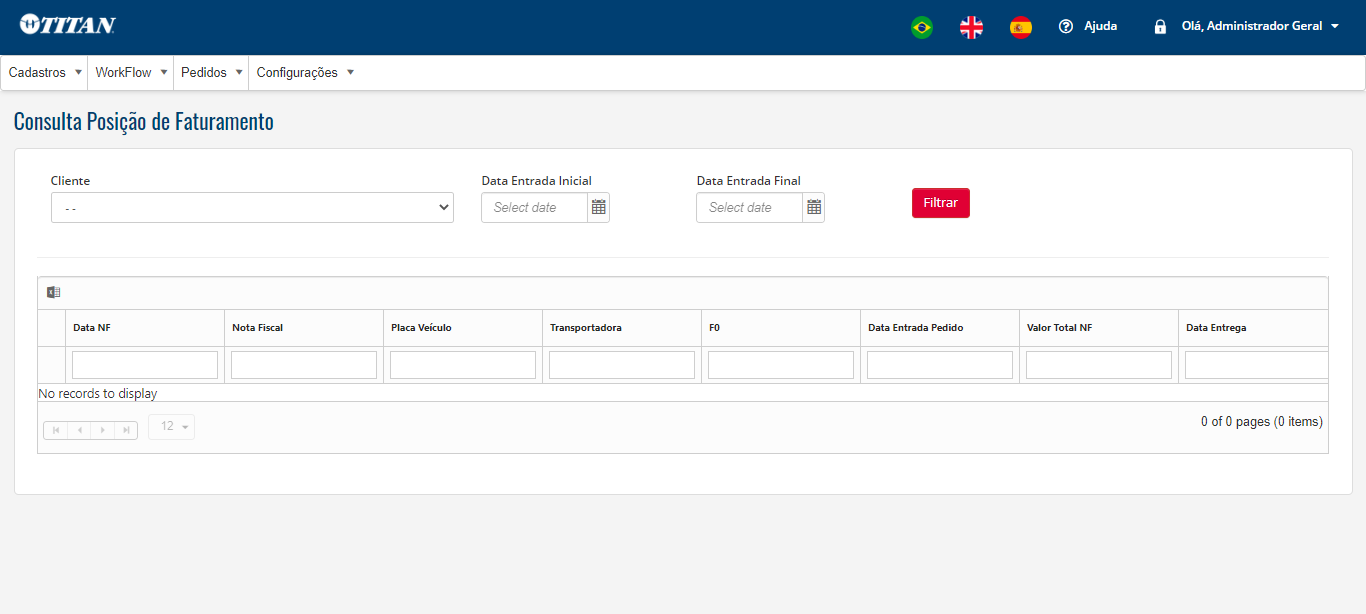 TITAN
Ajuda
Olá, Administrador Geral
Cadastros
WorkFlow
Pedidos
Configurações
Consulta Posição de Faturamento
Cliente
Data Entrada Inicial
Data Entrada Final
- -
Select date
Select date
Filtrar
Data NF
Nota Fiscal
Placa Veículo
Transportadora
F0
Data Entrada Pedido
Valor Total NF
Data Entrega
No records to display
12
0 of 0 pages (0 items)